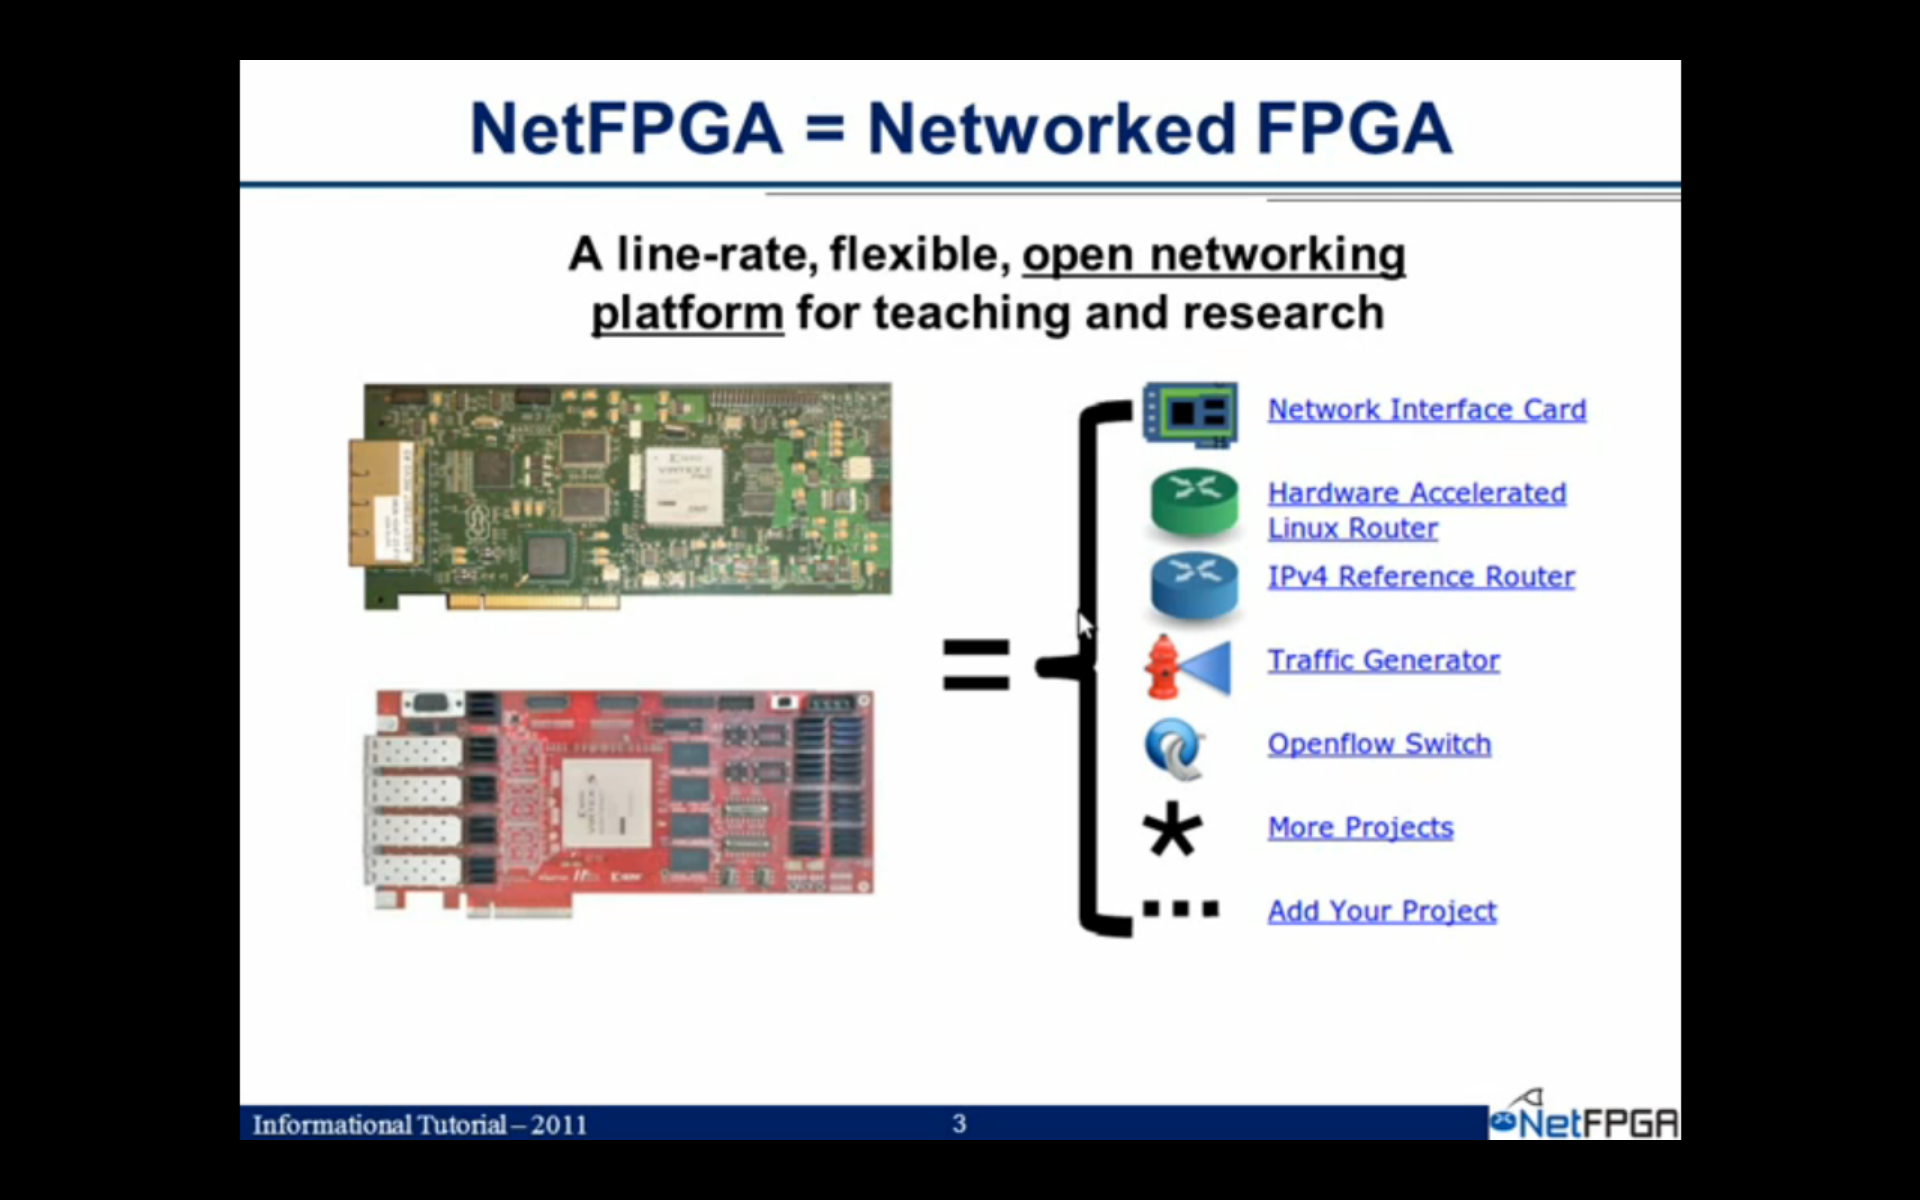 NetFPGA = Networked FPGA
A line-rate, flexible, open networking
platform for teaching and research
Network Interface Card
Hardware Accelerated
Linux Router
IPv4 Reference Router
Traffic Generator
Openflow Switch
More Projects
Add Your Project
Informational Tutorial – 2011
3
NetFPGA